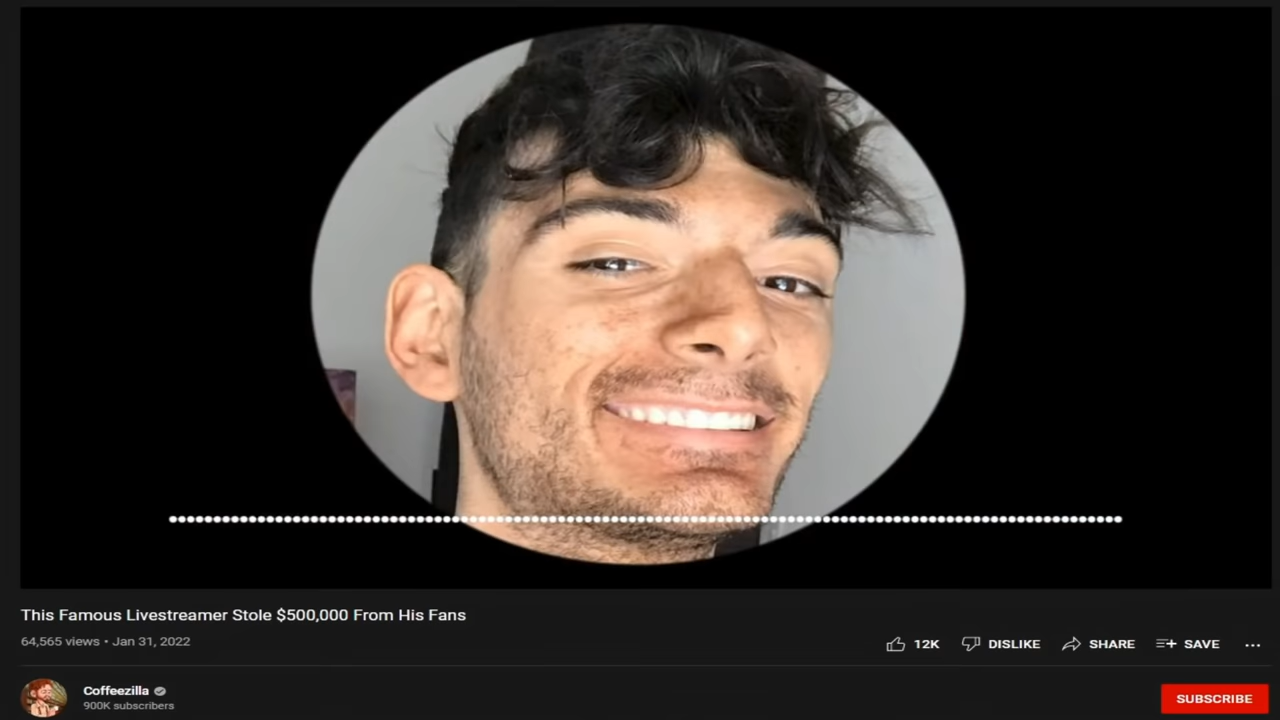 This Famous Livestreamer Stole $500,000 From His Fans
64,565 views • Jan 31, 2022
12K DISLIKE SHARE SAVE
Coffeezilla
900K subscribers
SUBSCRIBE